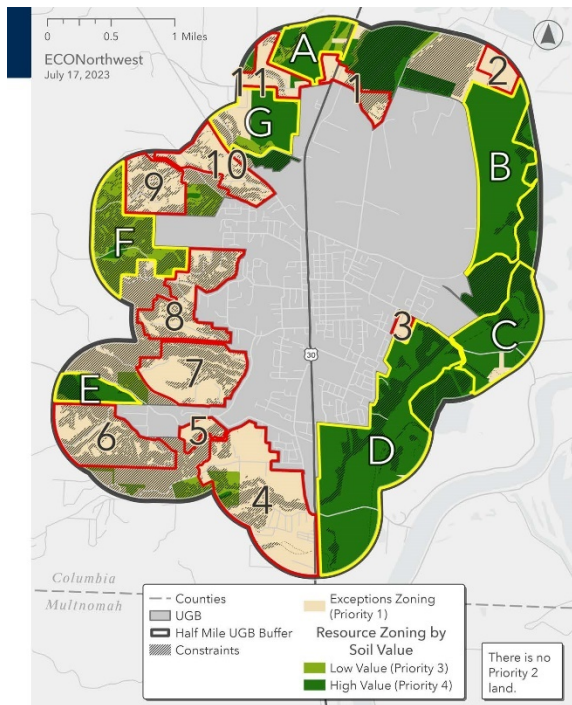 0 0.5 1 Miles
ECONorthwest
July 17, 2023
A
11
1
2
G
B
10
9
F
3
8
C
30
7
E
6
5
D
4
Columbia
Multnomah
Counties
UGB
Half Mile UGB Buffer
Constraints
Exceptions Zoning
(Priority 1)
Resource Zoning by
Soil Value
Low Value (Priority 3)
High Value (Priority 4)
There is no
Priority 2
land.